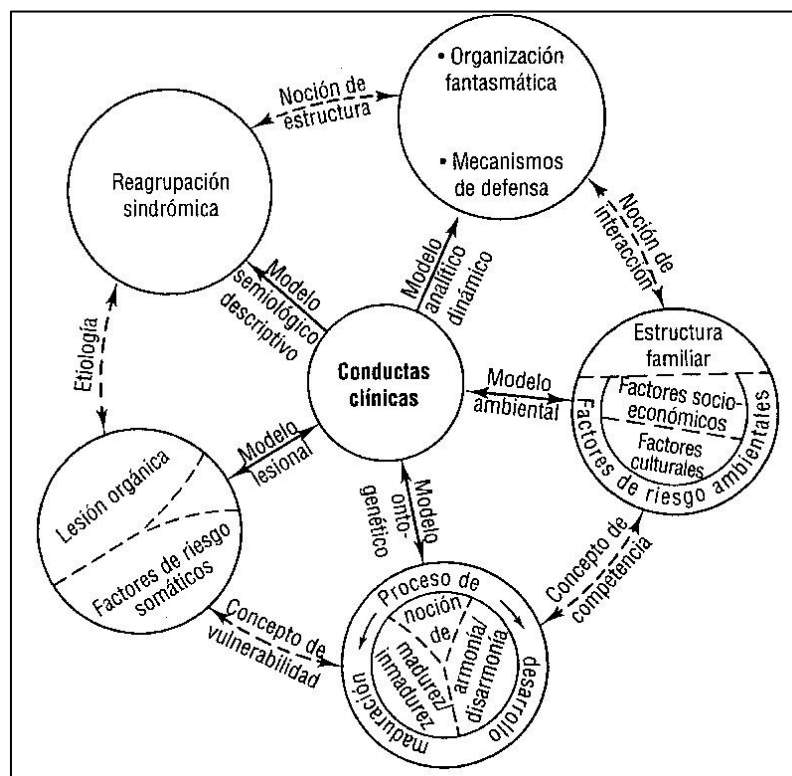 • Organización
fantasmática
• Mecanismos
de defensa
Noción de
estructura
Reagrupación
sindrómica
Noción de
interacción
Modelo
semiológico
descriptivo
Modelo
analítico
dinámico
Etiología
Conductas
clínicas
Modelo
ambiental
Estructura
familiar
Factores socio-
económicos
Factores
culturales
Factores de riesgo ambientales
Modelo
lesional
Lesión orgánica
Factores de riesgo
somáticos
Modelo
onto-
genético
Concepto de
competencia
Concepto de
vulnerabilidad
Proceso de
maduración
desarrollo
noción
de
madurez/
inmadurez
armonía/
disarmonía